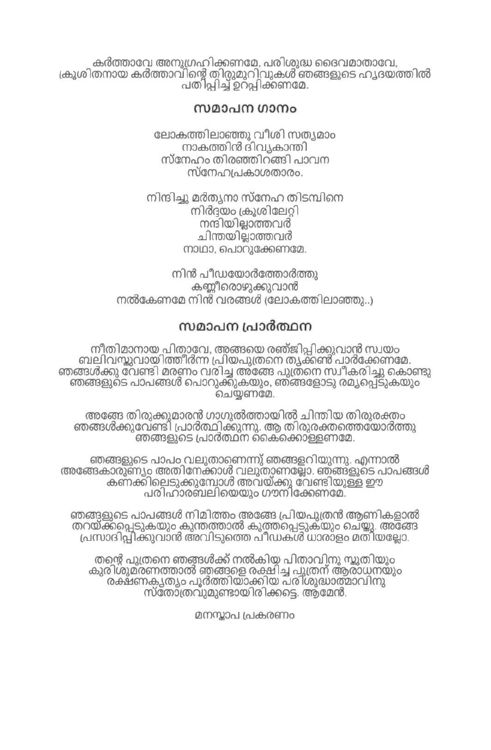 കർത്താവേ അനുഗ്രഹിക്കണമേ, പരിശുദ്ധ ദൈവമാതാവേ,
ക്രൂശിതനായ കർത്താവിന്റെ തിരുമുറിവുകൾ ഞങ്ങളുടെ ഹൃദയത്തിൽ
പതിപ്പിച്ച് ഉറപ്പിക്കണമേ.
സമാപന ഗാനം
ലോകത്തിലാഞ്ഞു വീശി സത്യമാം
നാകത്തിൻ ദിവ്യകാന്തി
സ്നേഹം തിരഞ്ഞിറങ്ങി പാവന
സ്നേഹപ്രകാശതാരം.
നിന്ദിച്ചു മർത്യനാ സ്നേഹ തിടമ്പിനെ
നിർദ്ദയം ക്രൂശിലേറ്റി
നന്ദിയില്ലാത്തവർ
ചിന്തയില്ലാത്തവർ
നാഥാ, പൊറുക്കേണമേ.
നിൻ പീഡയോർത്തോർത്തു
കണ്ണീരൊഴുക്കുവാൻ
നൽകേണമേ നിൻ വരങ്ങൾ (ലോകത്തിലാഞ്ഞു..)
സമാപന പ്രാർത്ഥന
നീതിമാനായ പിതാവേ, അങ്ങയെ രഞ്ജിപ്പിക്കുവാൻ സ്വയം
ബലിവസ്തുവായിത്തീർന്ന പ്രിയപുത്രനെ തൃക്കൺ പാർക്കേണമേ.
ഞങ്ങൾക്കു വേണ്ടി മരണം വരിച്ച അങ്ങേ പുത്രനെ സ്വീകരിച്ചു കൊണ്ടു
ഞങ്ങളുടെ പാപങ്ങൾ പൊറുക്കുകയും, ഞങ്ങളോടു രമ്യപ്പെടുകയും
ചെയ്യണമേ.
അങ്ങേ തിരുക്കുമാരൻ ഗാഗുൽത്തായിൽ ചിന്തിയ തിരുരക്തം
ഞങ്ങൾക്കുവേണ്ടി പ്രാർത്ഥിക്കുന്നു. ആ തിരുരക്തത്തെയോർത്തു
ഞങ്ങളുടെ പ്രാർത്ഥന കൈക്കൊള്ളണമേ.
ഞങ്ങളുടെ പാപം വലുതാണെന്നു് ഞങ്ങളറിയുന്നു. എന്നാൽ
അങ്ങേകാരുണ്യം അതിനേക്കാൾ വലുതാണല്ലോ. ഞങ്ങളുടെ പാപങ്ങൾ
കണക്കിലെടുക്കുമ്പോൾ അവയ്ക്കു വേണ്ടിയുള്ള ഈ
പരിഹാരബലിയെയും ഗൗനിക്കേണമേ.
ഞങ്ങളുടെ പാപങ്ങൾ നിമിത്തം അങ്ങേ പ്രിയപുത്രൻ ആണികളാൽ
തറയ്ക്കപ്പെടുകയും കുന്തത്താൽ കുത്തപ്പെടുകയും ചെയ്തു. അങ്ങേ
പ്രസാദിപ്പിക്കുവാൻ അവിടുത്തെ പീഡകൾ ധാരാളം മതിയല്ലോ.
തന്റെ പുത്രനെ ഞങ്ങൾക്ക് നൽകിയ പിതാവിനു സ്തുതിയും
കുരിശുമരണത്താൽ ഞങ്ങളെ രക്ഷിച്ച പുത്രന് ആരാധനയും
രക്ഷണകൃത്യം പൂർത്തിയാക്കിയ പരിശുദ്ധാത്മാവിനു
സ്തോത്രവുമുണ്ടായിരിക്കട്ടെ. ആമേൻ.
മനസ്താപ പ്രകരണം